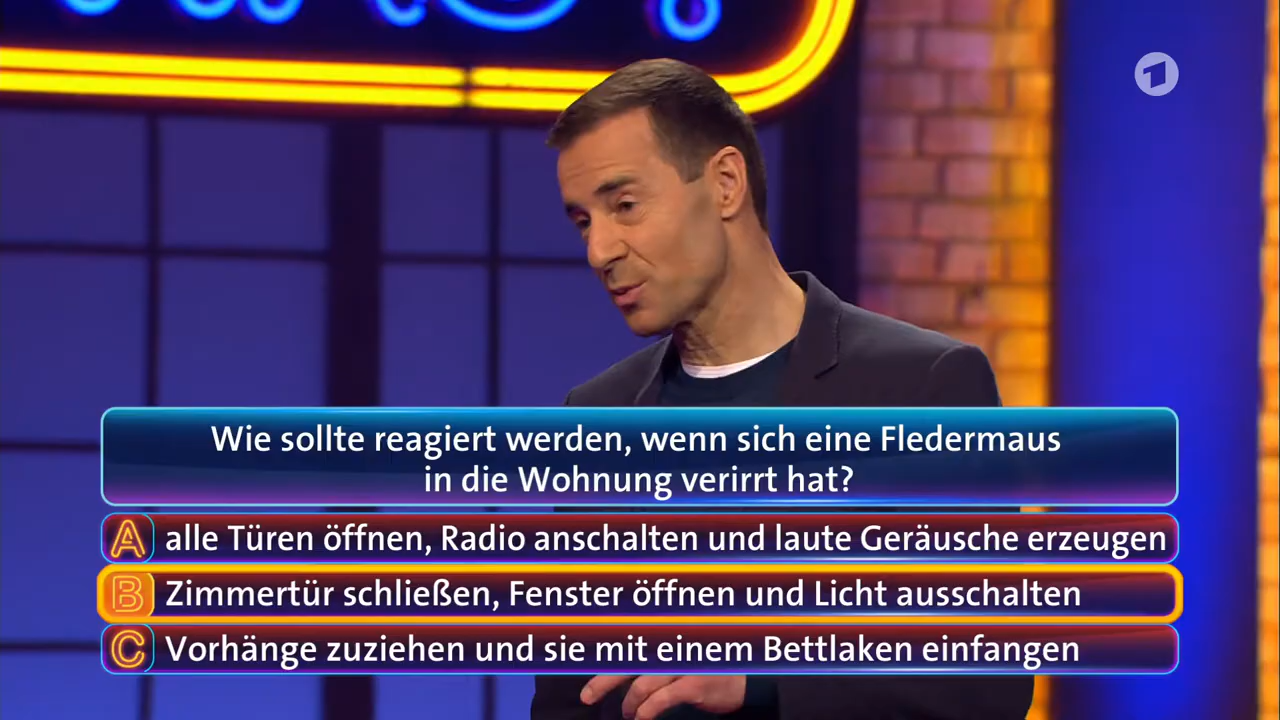 Wie sollte reagiert werden, wenn sich eine Fledermaus
in die Wohnung verirrt hat?
A alle Türen öffnen, Radio anschalten und laute Geräusche erzeugen
B Zimmertür schließen, Fenster öffnen und Licht ausschalten
C Vorhänge zuziehen und sie mit einem Bettlaken einfangen